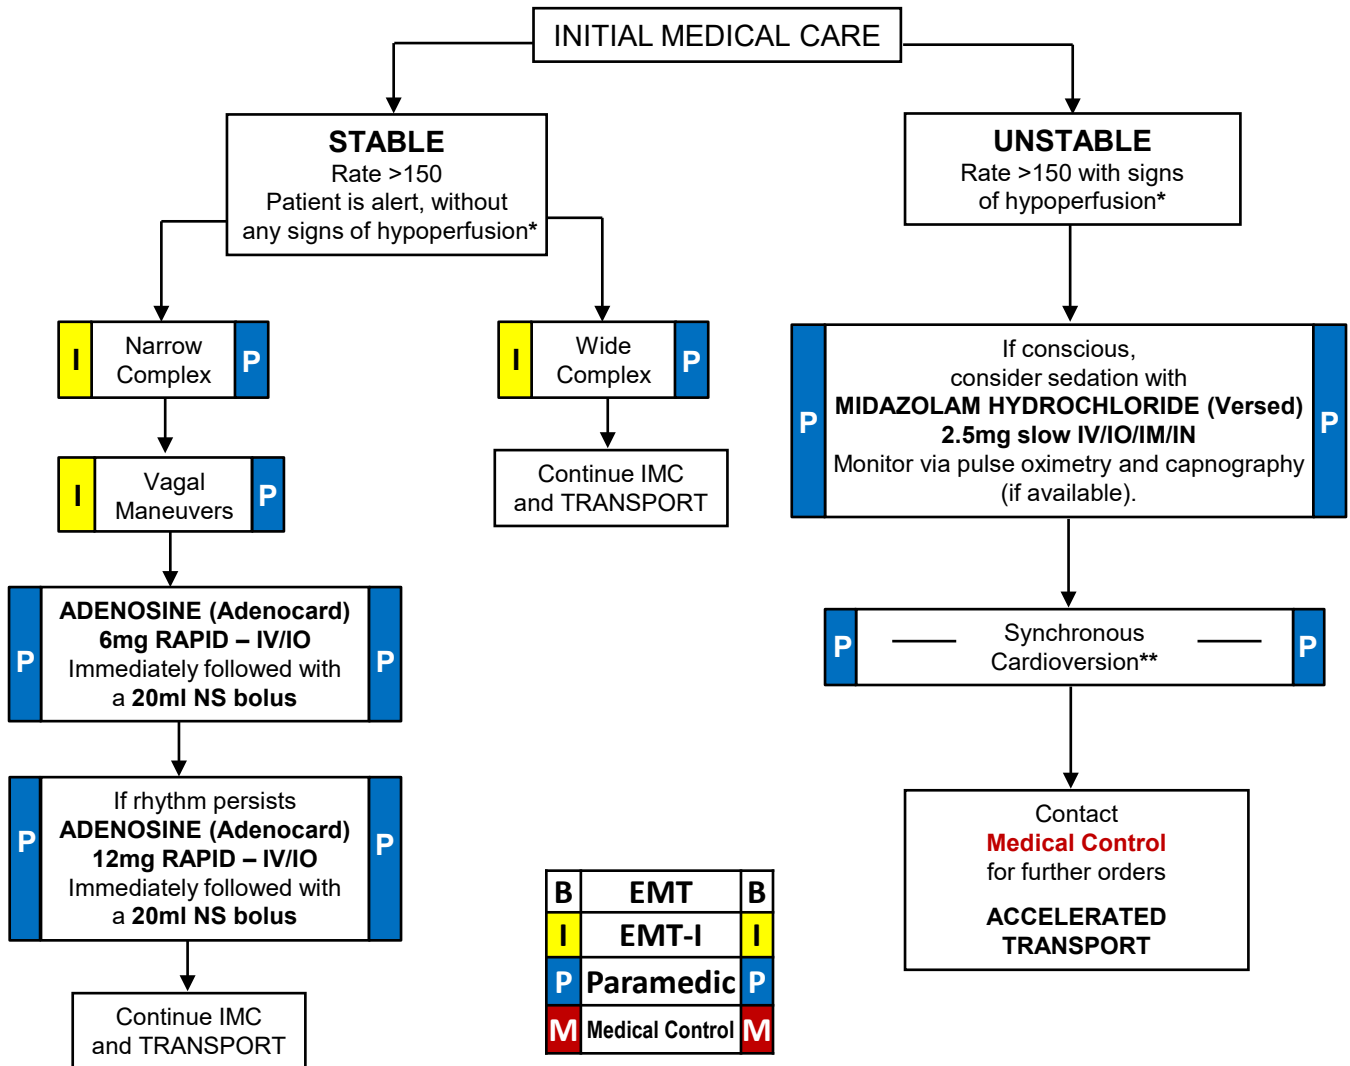 INITIAL MEDICAL CARE
STABLE
Rate >150
Patient is alert, without
any signs of hypoperfusion*
UNSTABLE
Rate >150 with signs
of hypoperfusion*
I Narrow P
Complex
I Wide P
Complex
I Vagal P
Maneuvers
Continue IMC
and TRANSPORT
P ADENOSINE (Adenocard) P
6mg RAPID – IV/IO
Immediately followed with
a 20ml NS bolus
P If rhythm persists P
ADENOSINE (Adenocard)
12mg RAPID – IV/IO
Immediately followed with
a 20ml NS bolus
Continue IMC
and TRANSPORT
P If conscious, P
consider sedation with
MIDAZOLAM HYDROCHLORIDE (Versed)
2.5mg slow IV/IO/IM/IN
Monitor via pulse oximetry and capnography
(if available).
P Synchronous P
Cardioversion**
Contact
Medical Control
for further orders
ACCELERATED
TRANSPORT
B EMT B
I EMT-I I
P Paramedic P
M Medical Control M